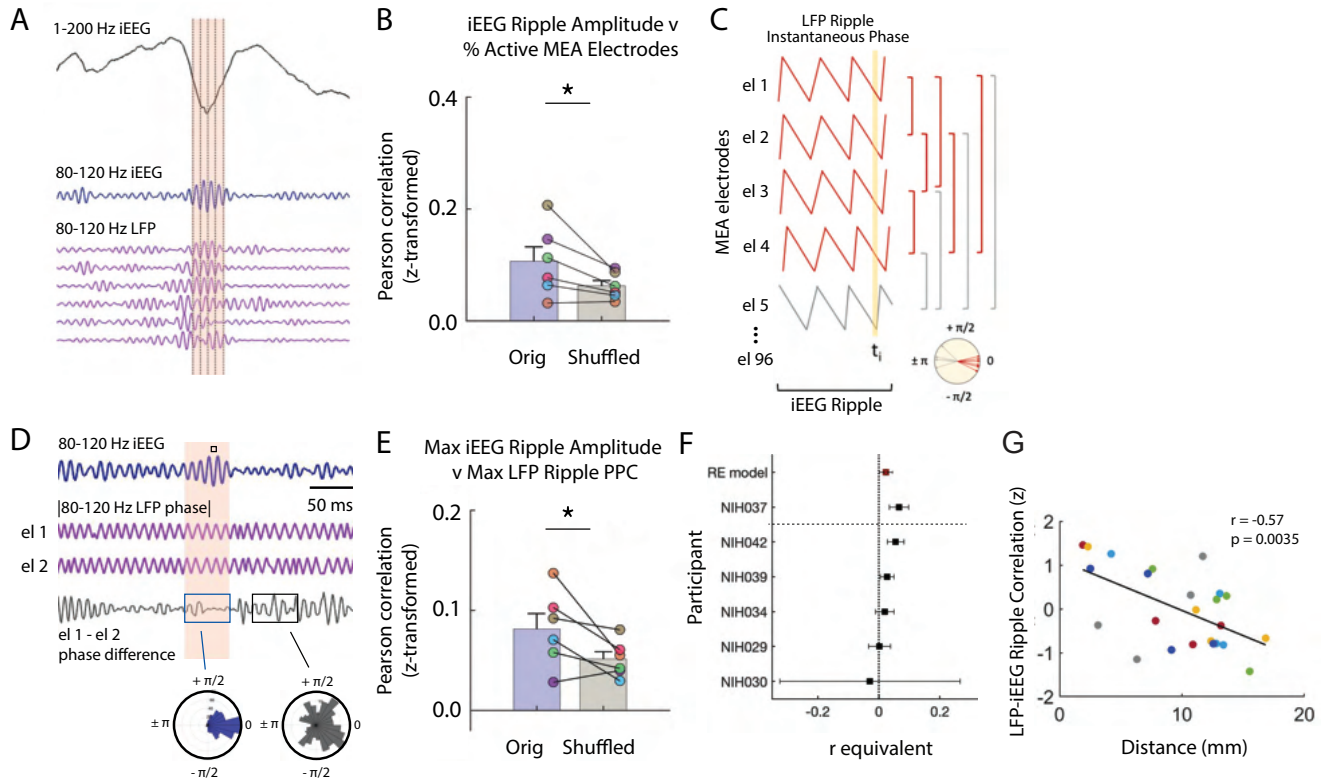 A
1-200 Hz iEEG
80-120 Hz iEEG
80-120 Hz LFP
B
iEEG Ripple Amplitude v
% Active MEA Electrodes
*
Pearson correlation
(z-transformed)
0.4
0.2
0.0
Orig
Shuffled
C
LFP Ripple
Instantaneous Phase
MEA electrodes
el 1
el 2
el 3
el 4
el 5
el 96
ti
iEEG Ripple
+ π/2
± π
0
- π/2
D
80-120 Hz iEEG
50 ms
80-120 Hz LFP phase
el 1
el 2
el 1 - el 2
phase difference
+ π/2
± π
0
- π/2
+ π/2
± π
0
- π/2
E
Max iEEG Ripple Amplitude
v Max LFP Ripple PPC
*
Pearson correlation
(z-transformed)
0.2
0.1
0.0
Orig
Shuffled
F
Participant
RE model
NIH037
NIH042
NIH039
NIH034
NIH029
NIH030
-0.2
0
0.2
r equivalent
G
LFP-iEEG Ripple Correlation (z)
r = -0.57
p = 0.0035
2
1
0
-1
-2
0
10
20
Distance (mm)